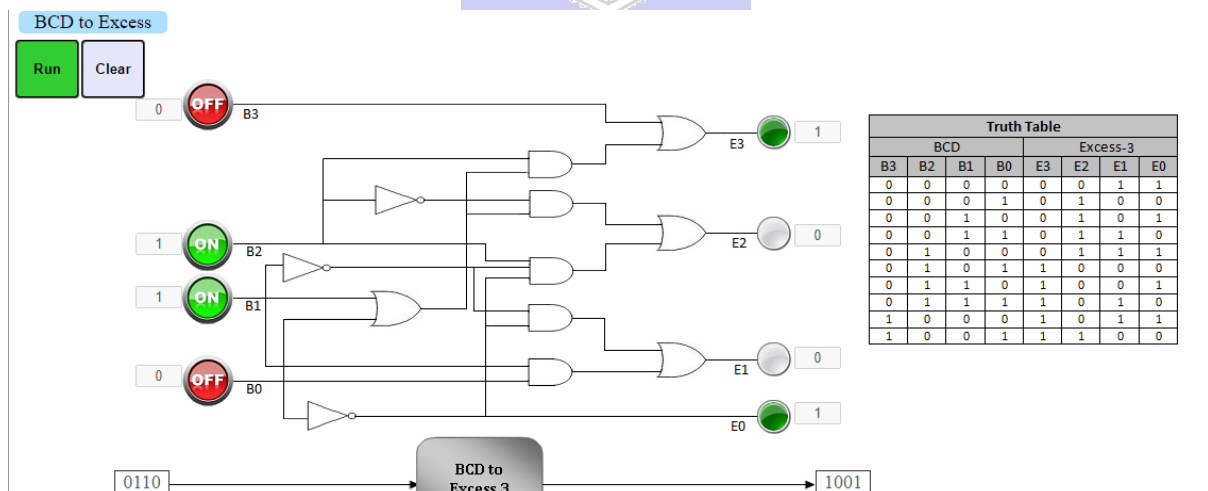 BCD to Excess
Run Clear
0 OFF B3
E3 1
1 ON B2
E2 0
1 ON B1
0 OFF B0
E1 0
E0 1
Truth Table
BCD Excess-3
B3 B2 B1 B0 E3 E2 E1 E0
0 0 0 0 0 0 1 1
0 0 0 1 0 1 0 0
0 0 1 0 0 1 0 1
0 0 1 1 0 1 1 0
0 1 0 0 0 1 1 1
0 1 0 1 1 0 0 0
0 1 1 0 1 0 0 1
0 1 1 1 1 0 1 0
1 0 0 0 1 0 1 1
1 0 0 1 1 1 0 0
0110
BCD to
Excess 3
1001